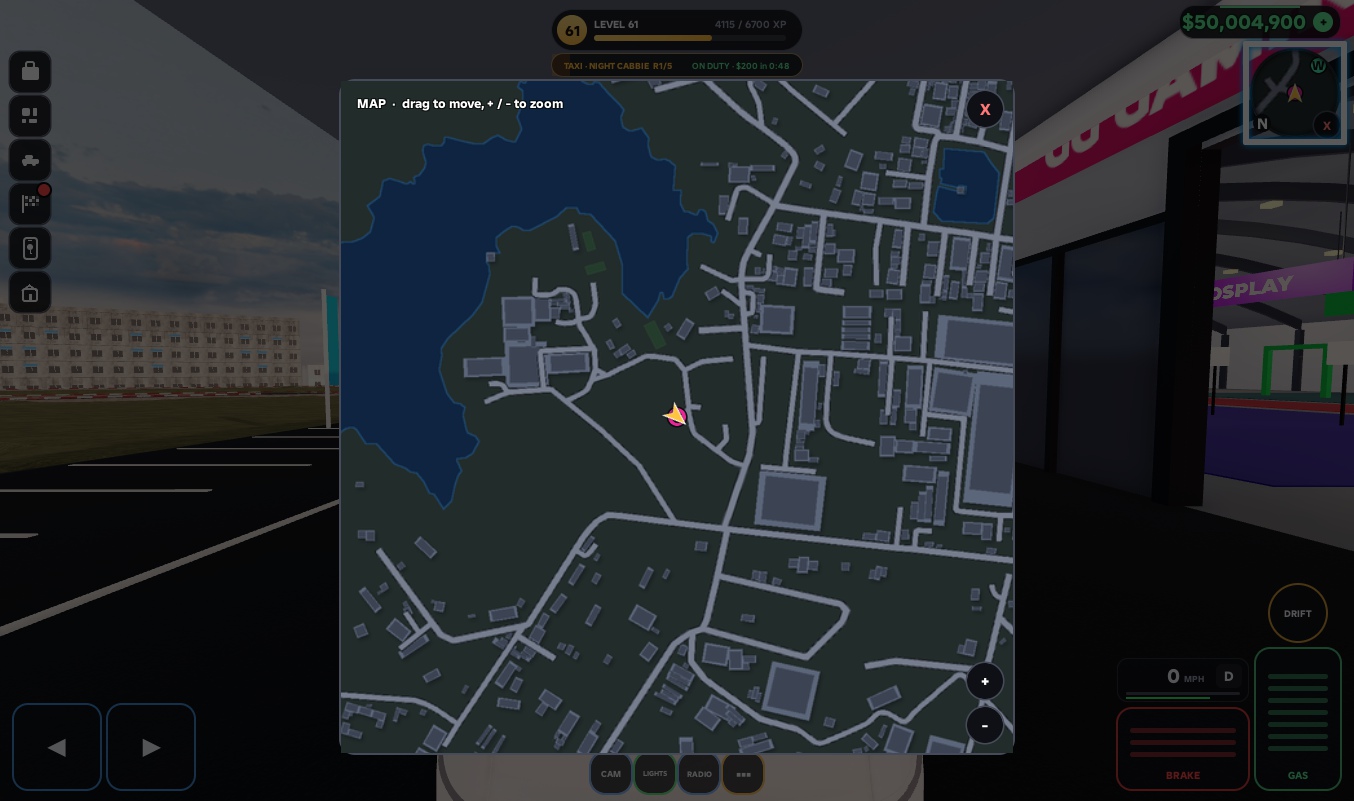 61
LEVEL 61
4115 / 6700 XP
TAXI · NIGHT CABBIE R1/5
ON DUTY · $200 in 0:48
$50,004,900
MAP · drag to move, + / - to zoom
X
W
N
X
OSPLAY
DRIFT
+
-
0 MPH
D
BRAKE
GAS
CAM
LIGHTS
RADIO